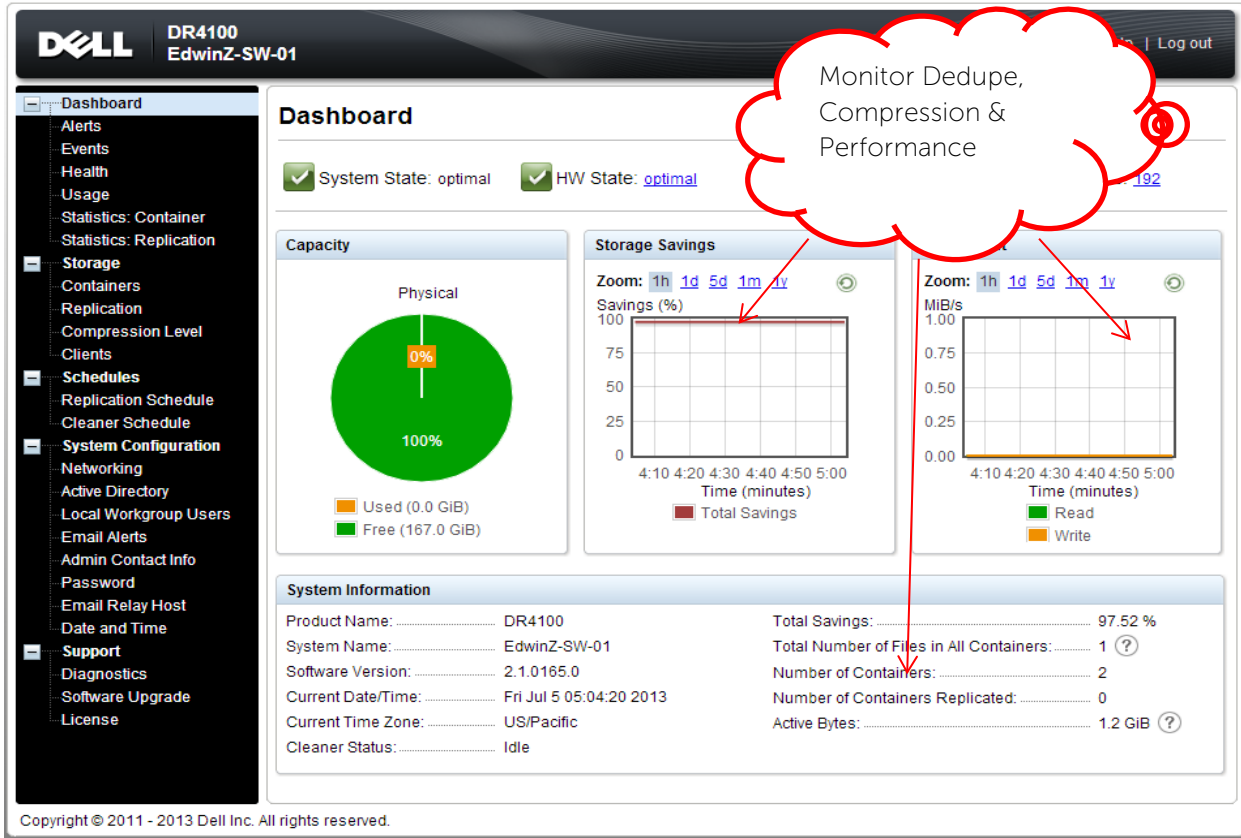 DELL
DR4100
EdwinZ-SW-01
| Log out
Monitor Dedupe,
Compression &
Performance
Dashboard
Alerts
Events
Health
Usage
Statistics: Container
Statistics: Replication
Storage
Containers
Replication
Compression Level
Clients
Schedules
Replication Schedule
Cleaner Schedule
System Configuration
Networking
Active Directory
Local Workgroup Users
Email Alerts
Admin Contact Info
Password
Email Relay Host
Date and Time
Support
Diagnostics
Software Upgrade
License
Dashboard
System State: optimal HW State: optimal 192
Capacity
Physical
0%
100%
Used (0.0 GiB)
Free (167.0 GiB)
Storage Savings
Zoom: 1h 1d 5d 1m 1y
Savings (%)
100
75
50
25
0
4:10 4:20 4:30 4:40 4:50 5:00
Time (minutes)
Total Savings
Zoom: 1h 1d 5d 1m 1y
MiB/s
1.00
0.75
0.50
0.25
0.00
4:10 4:20 4:30 4:40 4:50 5:00
Time (minutes)
Read
Write
System Information
Product Name: DR4100
System Name: EdwinZ-SW-01
Software Version: 2.1.0165.0
Current Date/Time: Fri Jul 5 05:04:20 2013
Current Time Zone: US/Pacific
Cleaner Status: Idle
Total Savings: 97.52 %
Total Number of Files in All Containers: 1 ?
Number of Containers: 2
Number of Containers Replicated: 0
Active Bytes: 1.2 GiB ?
Copyright © 2011 - 2013 Dell Inc. All rights reserved.